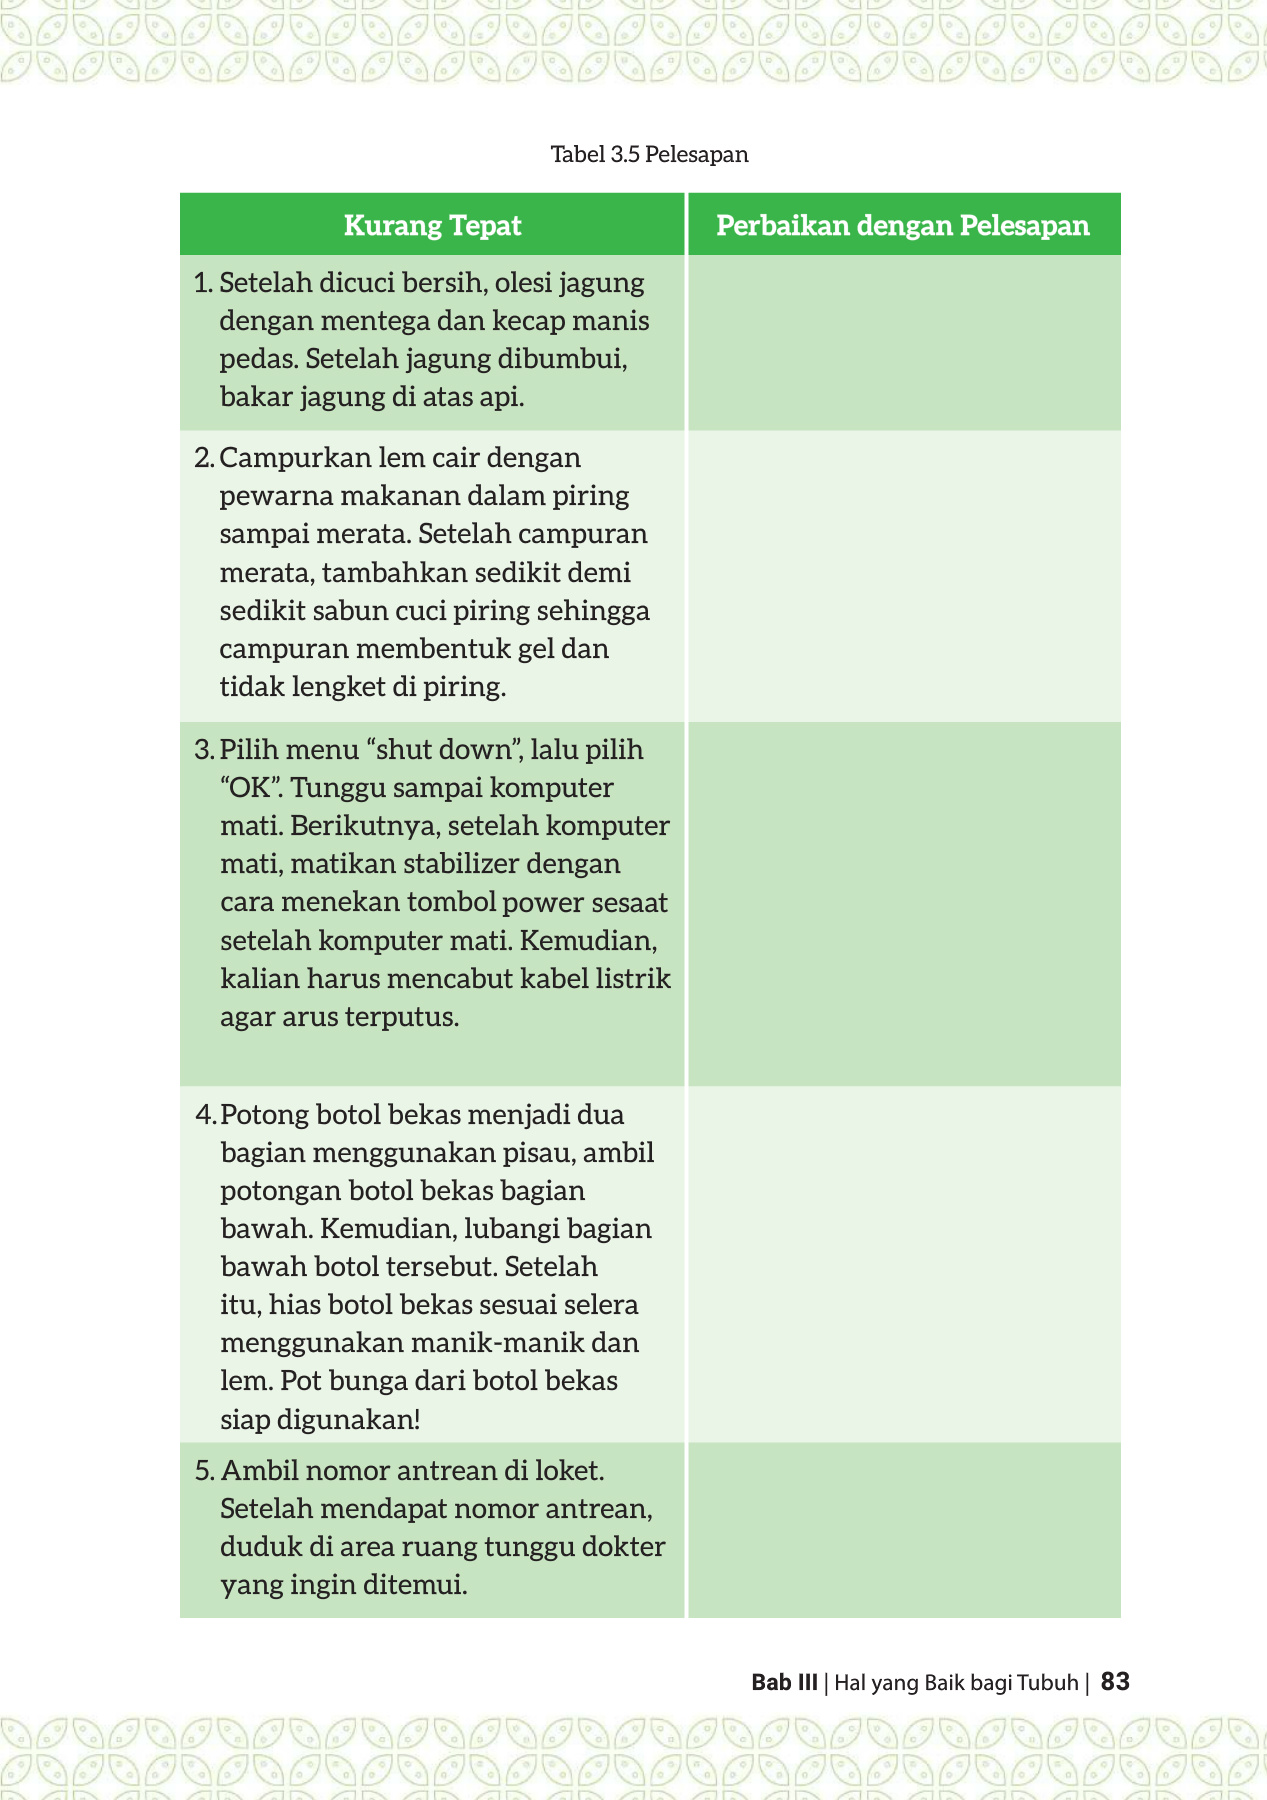 Tabel 3.5 Pelesapan
Kurang Tepat
Perbaikan dengan Pelesapan
1. Setelah dicuci bersih, olesi jagung
dengan mentega dan kecap manis
pedas. Setelah jagung dibumbui,
bakar jagung di atas api.
2. Campurkan lem cair dengan
pewarna makanan dalam piring
sampai merata. Setelah campuran
merata, tambahkan sedikit demi
sedikit sabun cuci piring sehingga
campuran membentuk gel dan
tidak lengket di piring.
3. Pilih menu “shut down”, lalu pilih
“OK”. Tunggu sampai komputer
mati. Berikutnya, setelah komputer
mati, matikan stabilizer dengan
cara menekan tombol power sesaat
setelah komputer mati. Kemudian,
kalian harus mencabut kabel listrik
agar arus terputus.
4. Potong botol bekas menjadi dua
bagian menggunakan pisau, ambil
potongan botol bekas bagian
bawah. Kemudian, lubangi bagian
bawah botol tersebut. Setelah
itu, hias botol bekas sesuai selera
menggunakan manik-manik dan
lem. Pot bunga dari botol bekas
siap digunakan!
5. Ambil nomor antrean di loket.
Setelah mendapat nomor antrean,
duduk di area ruang tunggu dokter
yang ingin ditemui.
Bab III | Hal yang Baik bagi Tubuh | 83